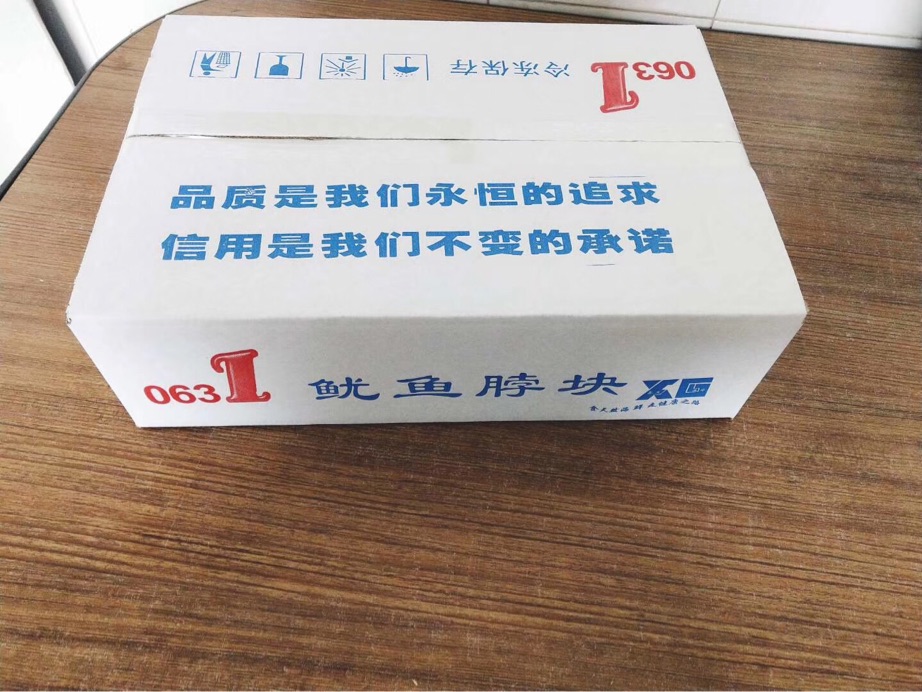 冷冻保存
0631
品质是我们永恒的追求
信用是我们不变的承诺
0631 鱿鱼脖块 XG